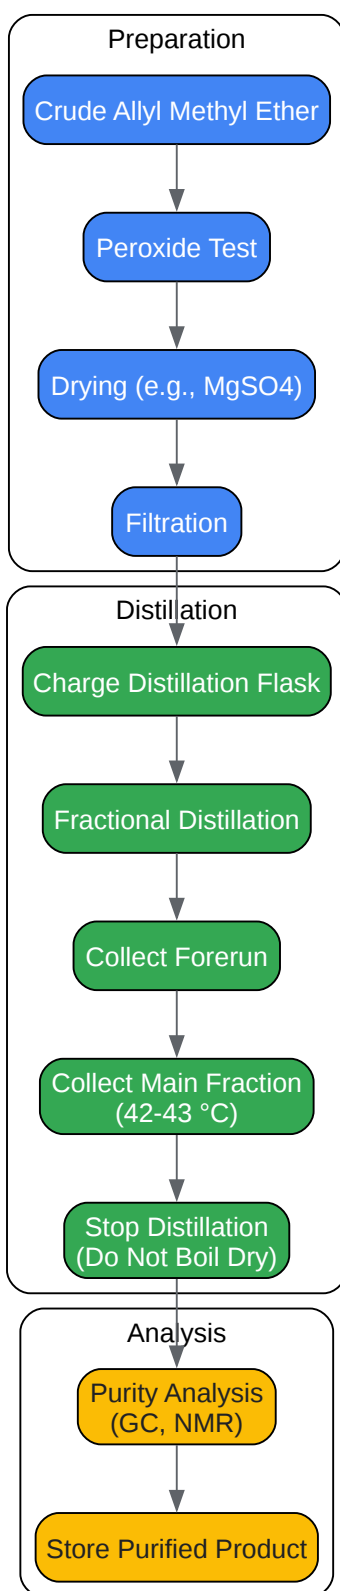 Preparation
Crude Allyl Methyl Ether
Peroxide Test
Drying (e.g., MgSO4)
Filtration
Distillation
Charge Distillation Flask
Fractional Distillation
Collect Forerun
Collect Main Fraction
(42-43 °C)
Stop Distillation
(Do Not Boil Dry)
Analysis
Purity Analysis
(GC, NMR)
Store Purified Product